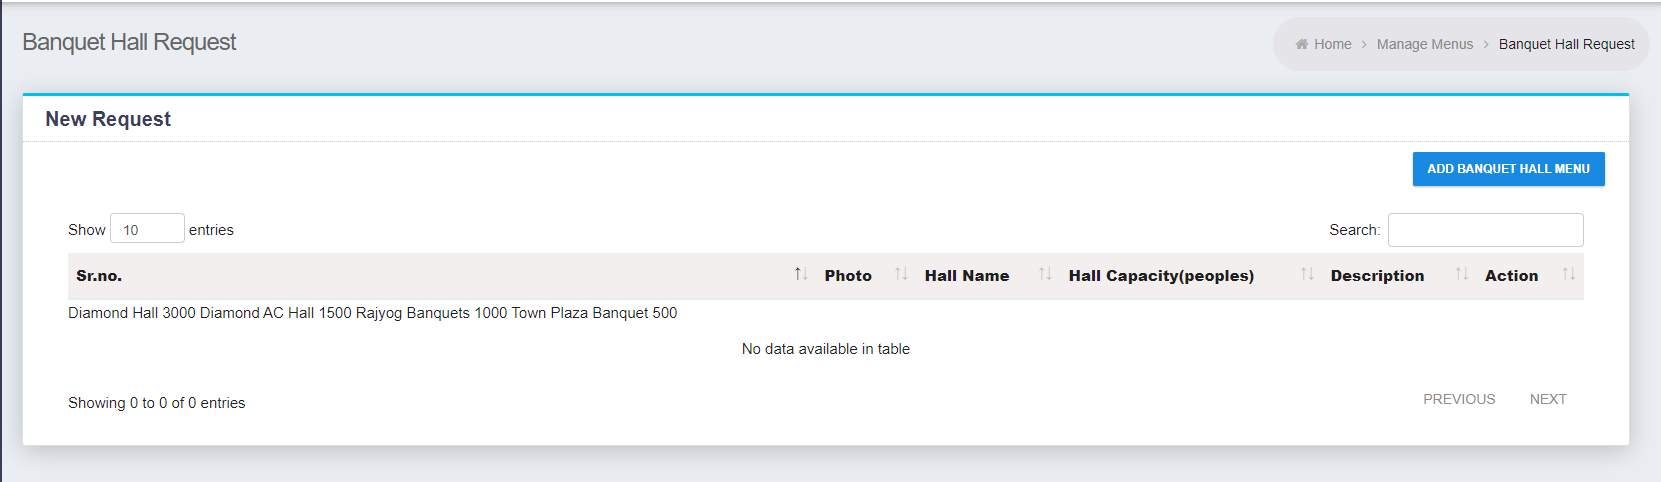 Banquet Hall Request
Home > Manage Menus > Banquet Hall Request
New Request
ADD BANQUET HALL MENU
Show 10 entries
Search:
Sr.no. Photo Hall Name Hall Capacity(peoples) Description Action
Diamond Hall 3000 Diamond AC Hall 1500 Rajyog Banquets 1000 Town Plaza Banquet 500
No data available in table
Showing 0 to 0 of 0 entries
PREVIOUS NEXT